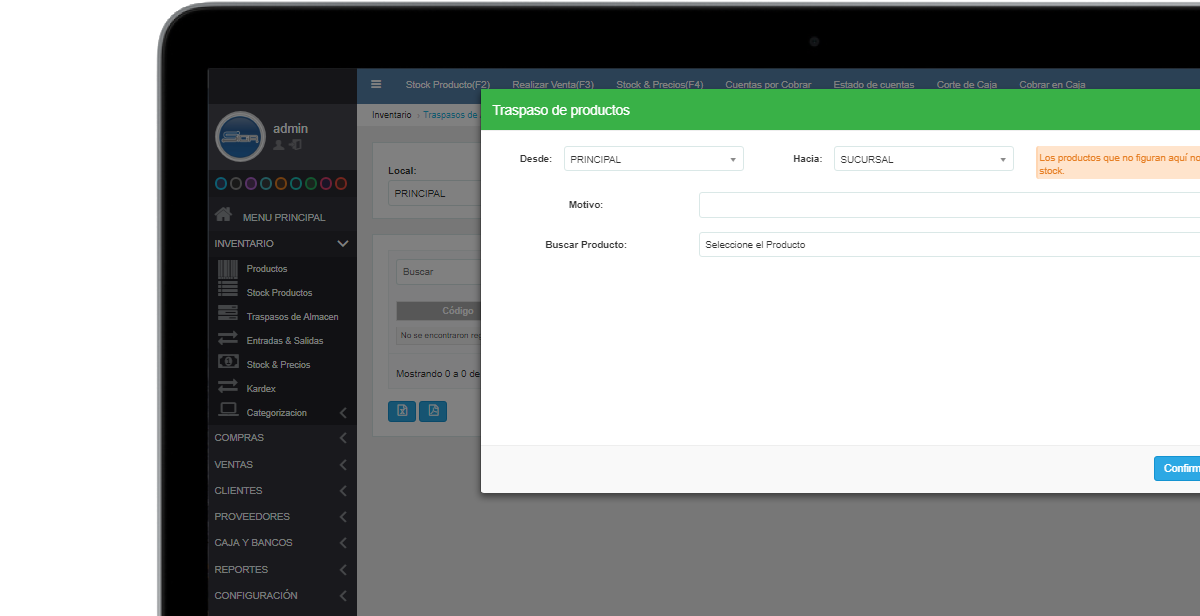 Stock Producto(F2) Realizar Venta(F3) Stock & Precios(F4) Cuentas por Cobrar Estado de cuentas Corte de Caja Cobrar en Caja
Traspaso de productos
Inventario › Traspasos de
admin
Desde: PRINCIPAL Hacia: SUCURSAL
Los productos que no figuran aquí no
stock.
Local:
PRINCIPAL
Motivo:
Buscar Producto: Seleccione el Producto
Buscar
Código
No se encontraron reg
Mostrando 0 a 0 de
MENU PRINCIPAL
INVENTARIO
Productos
Stock Productos
Traspasos de Almacen
Entradas & Salidas
Stock & Precios
Kardex
Categorizacion
COMPRAS
VENTAS
CLIENTES
PROVEEDORES
CAJA Y BANCOS
REPORTES
CONFIGURACIÓN
Confirm